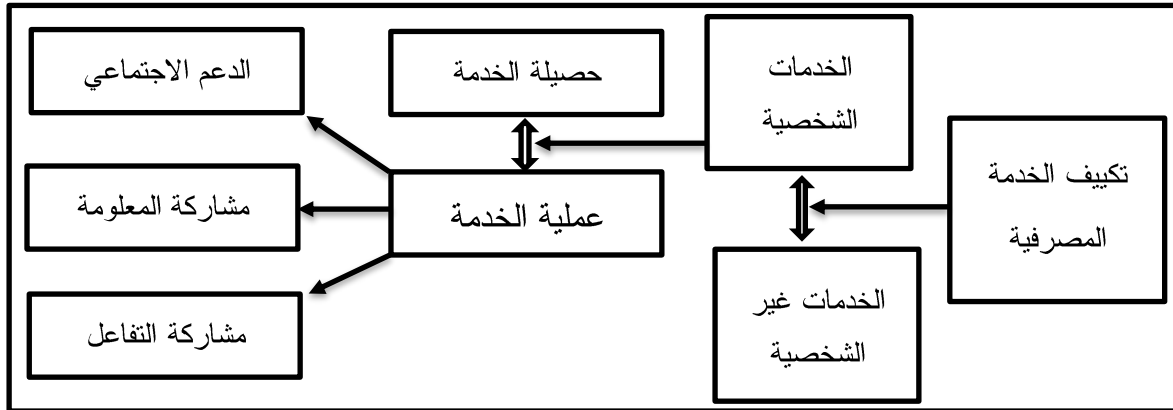 تكييف الخدمة
المصرفية
الخدمات
الشخصية
الخدمات غير
الشخصية
حصيلة الخدمة
عملية الخدمة
الدعم الاجتماعي
مشاركة المعلومة
مشاركة التفاعل